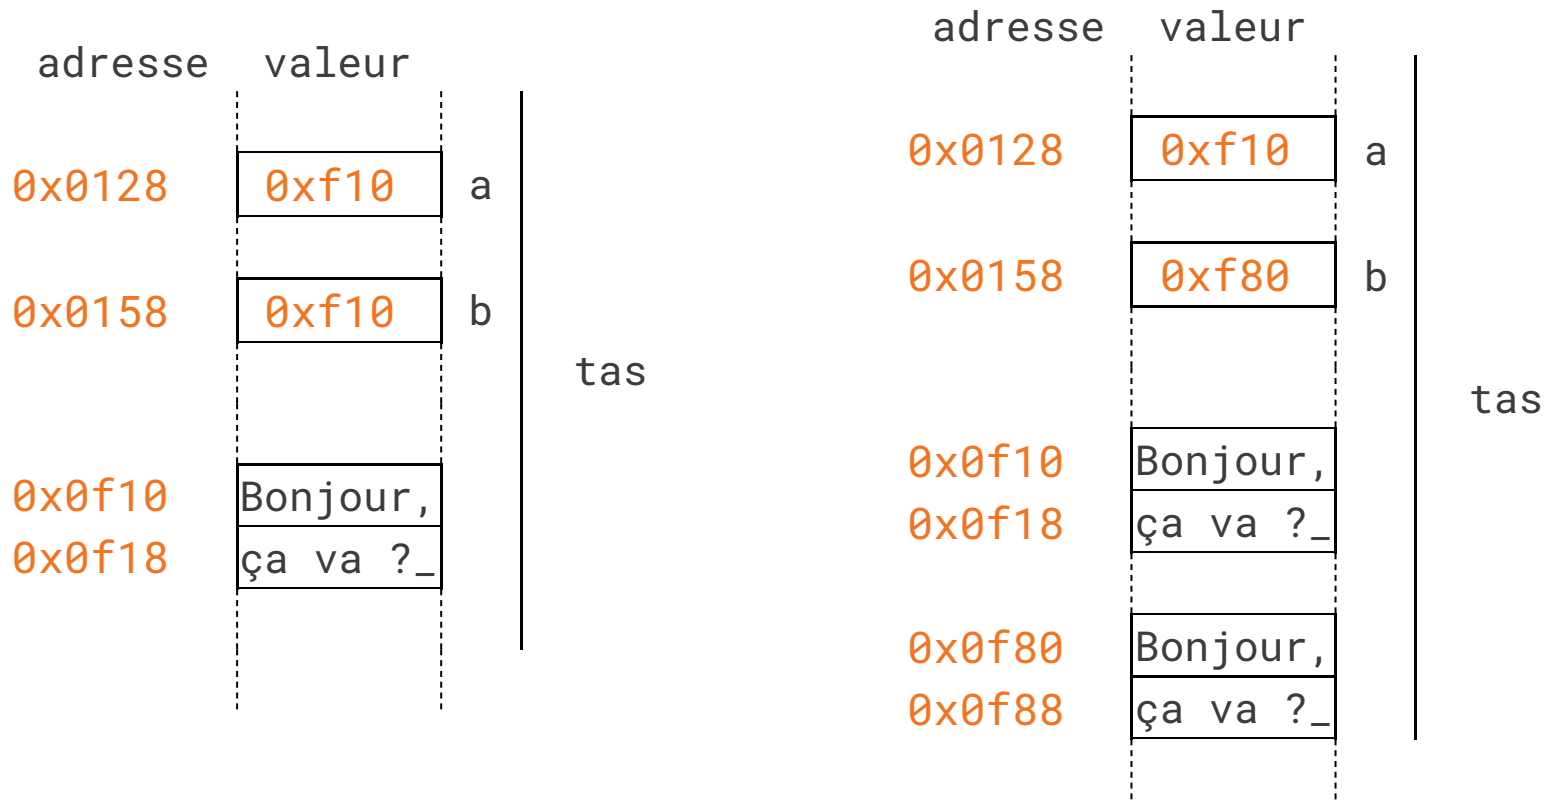 adresse valeur
0x0128 0xf10 a
0x0158 0xf10 b
tas
0x0f10 Bonjour,
0x0f18 ça va ?_
adresse valeur
0x0128 0xf10 a
0x0158 0xf80 b
tas
0x0f10 Bonjour,
0x0f18 ça va ?_
0x0f80 Bonjour,
0x0f88 ça va ?_